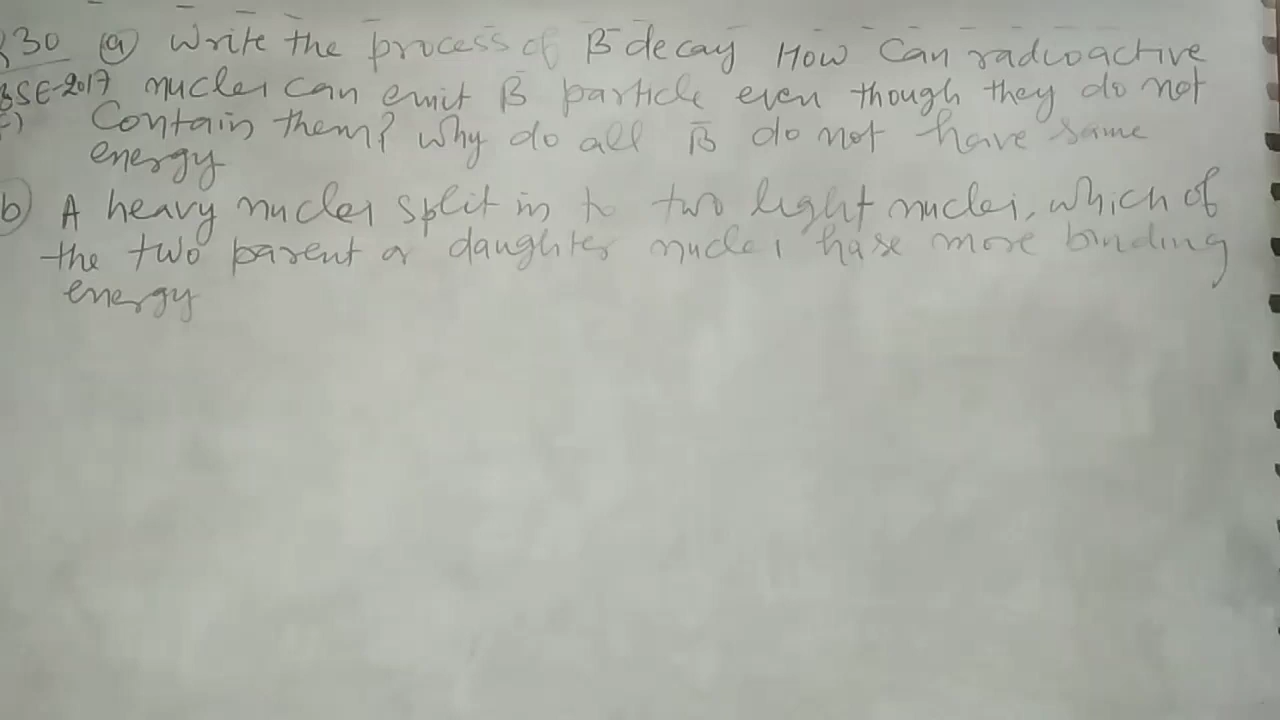 30 (a) Write the process of β⁻ decay How Can radioactive
BSE-2017 nuclei can emit β⁻ particle even though they do not
Contain them? Why do all β⁻ do not have same
energy
b) A heavy nuclei split in to two light nuclei, which of
the two parent or daughter nuclei have more binding
energy